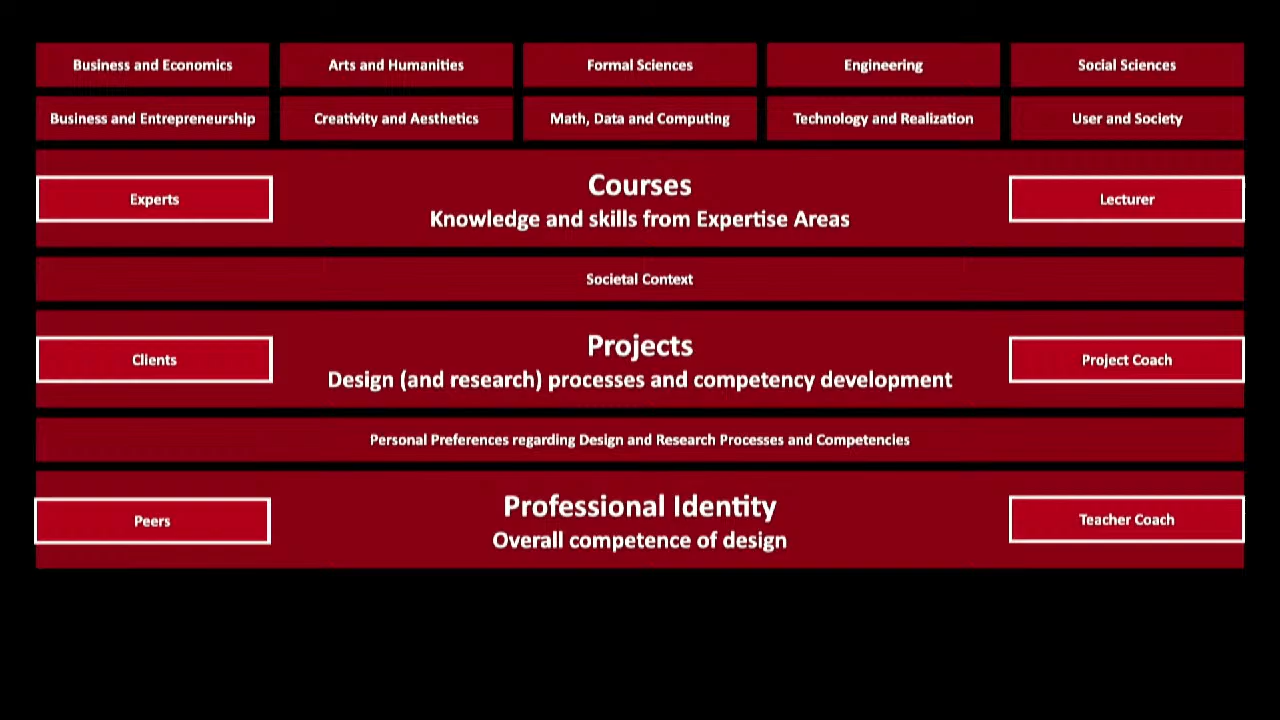 Business and Economics
Arts and Humanities
Formal Sciences
Engineering
Social Sciences
Business and Entrepreneurship
Creativity and Aesthetics
Math, Data and Computing
Technology and Realization
User and Society
Experts
Courses
Knowledge and skills from Expertise Areas
Lecturer
Societal Context
Clients
Projects
Design (and research) processes and competency development
Project Coach
Personal Preferences regarding Design and Research Processes and Competencies
Peers
Professional Identity
Overall competence of design
Teacher Coach